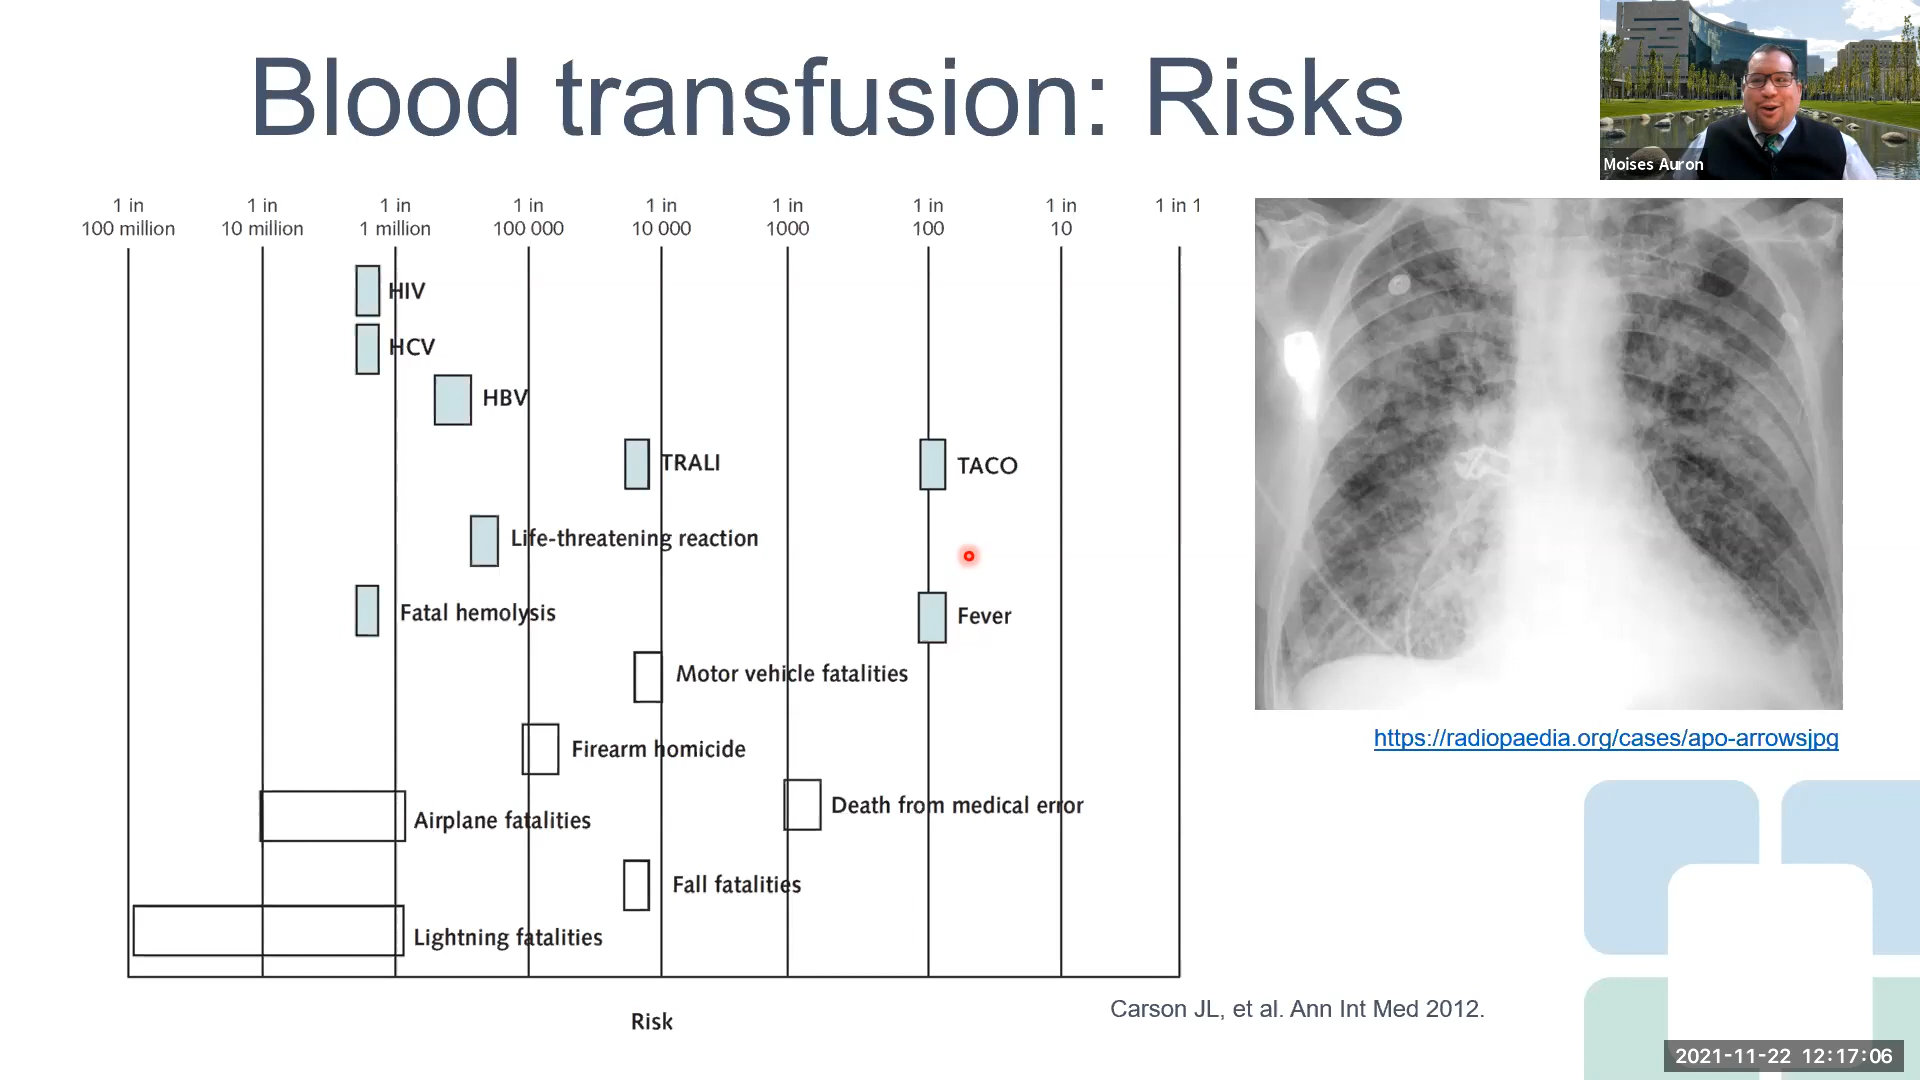 Blood transfusion: Risks
Moises Auron
1 in 100 million
1 in 10 million
1 in 1 million
1 in 100 000
1 in 10 000
1 in 1000
1 in 100
1 in 10
1 in 1
HIV
HCV
HBV
TRALI
TACO
Life-threatening reaction
Fatal hemolysis
Fever
Motor vehicle fatalities
Firearm homicide
Airplane fatalities
Death from medical error
Fall fatalities
Lightning fatalities
Risk
https://radiopaedia.org/cases/apo-arrowsjpg
Carson JL, et al. Ann Int Med 2012.
2021-11-22 12:17:06